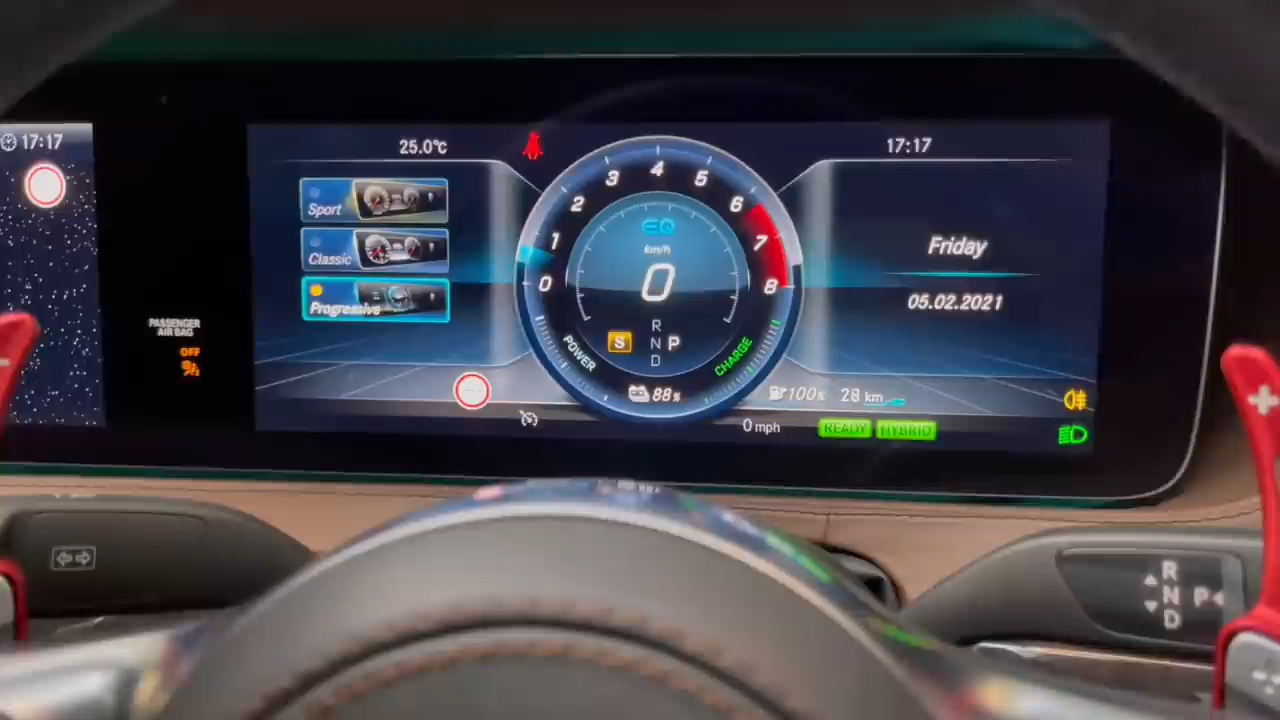 17:17
25.0°C
17:17
Sport
Classic
Progressive
PASSENGER
AIR BAG
OFF
0 1 2 3 4 5 6 7 8
EQ
km/h
0
S
R
N P
D
POWER
CHARGE
88%
100%
28 km
0 mph
READY HYBRID
Friday
05.02.2021
R
N P
D